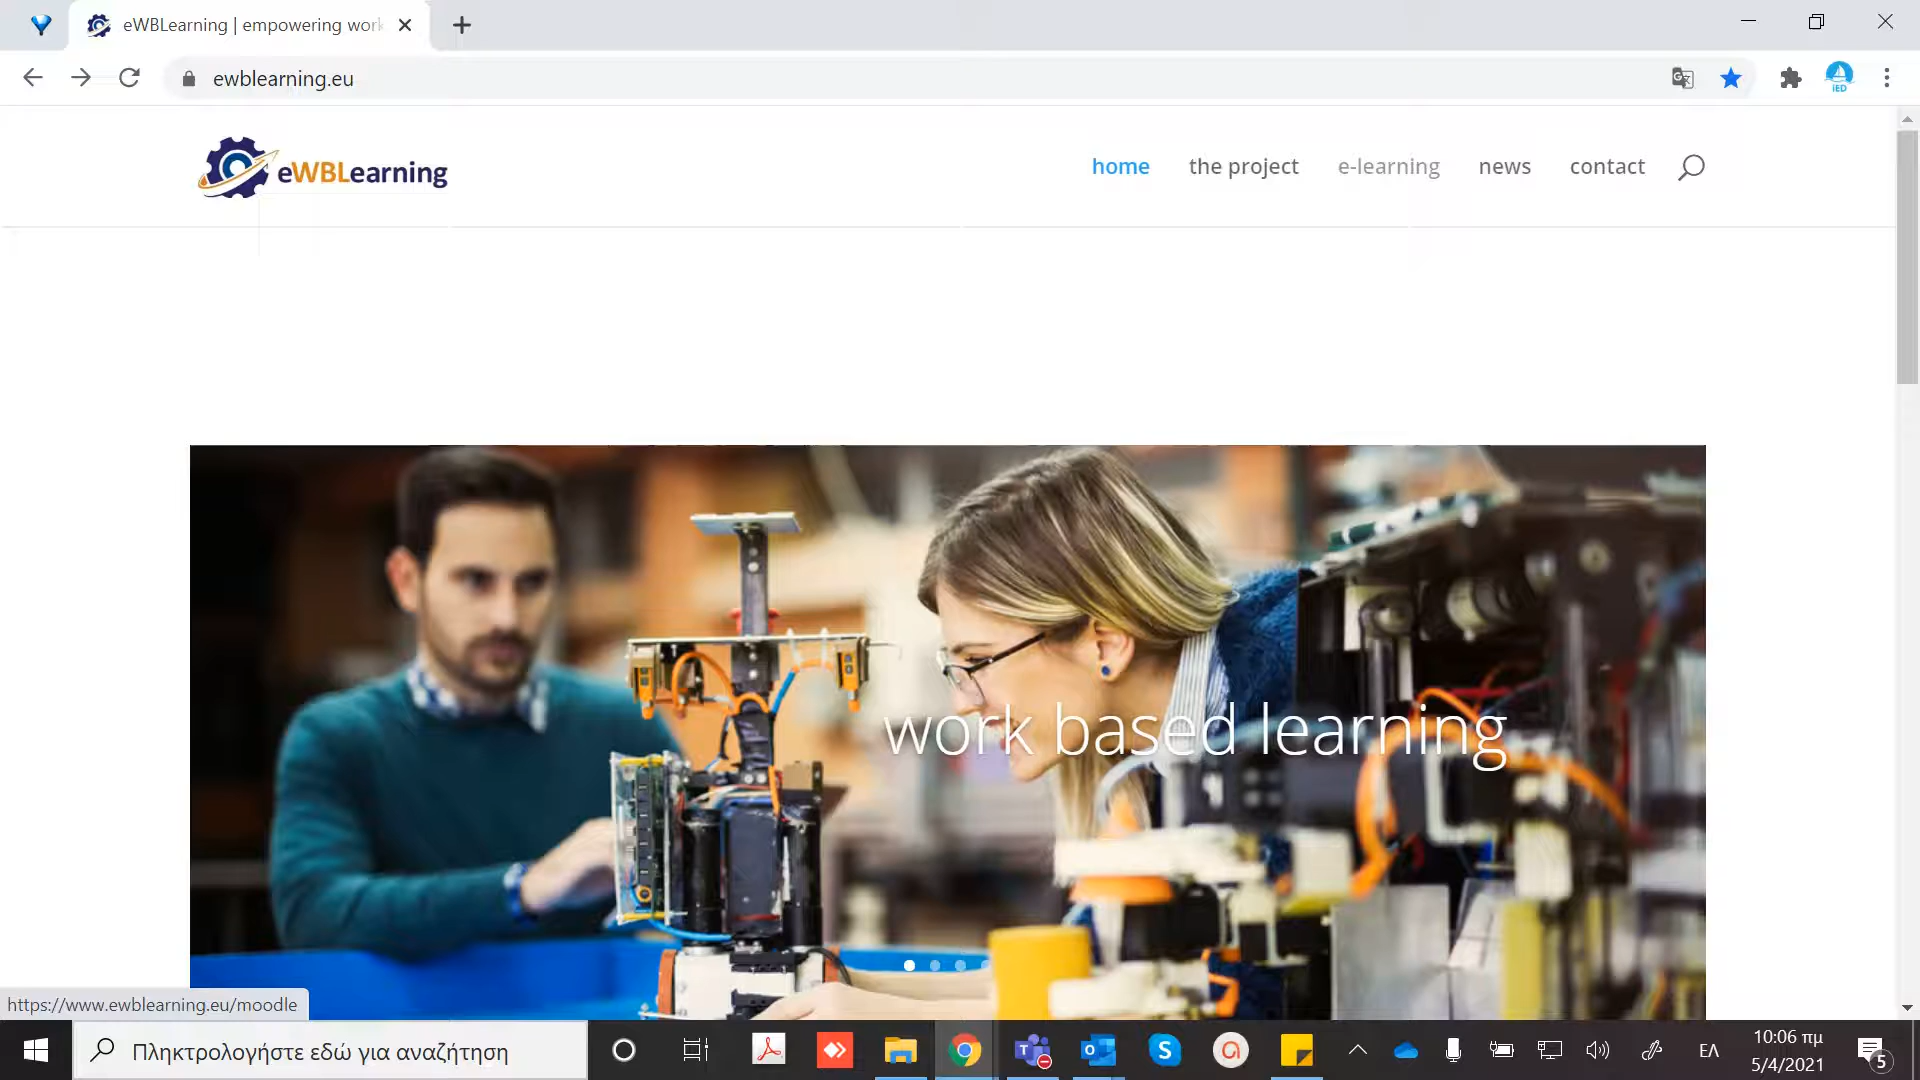 eWBLearning | empowering work
ewblearning.eu
iED
eWBLearning
home the project e-learning news contact
work based learning
https://www.ewblearning.eu/moodle
Πληκτρολογήστε εδώ για αναζήτηση
ΕΛ
10:06 πμ
5/4/2021
5